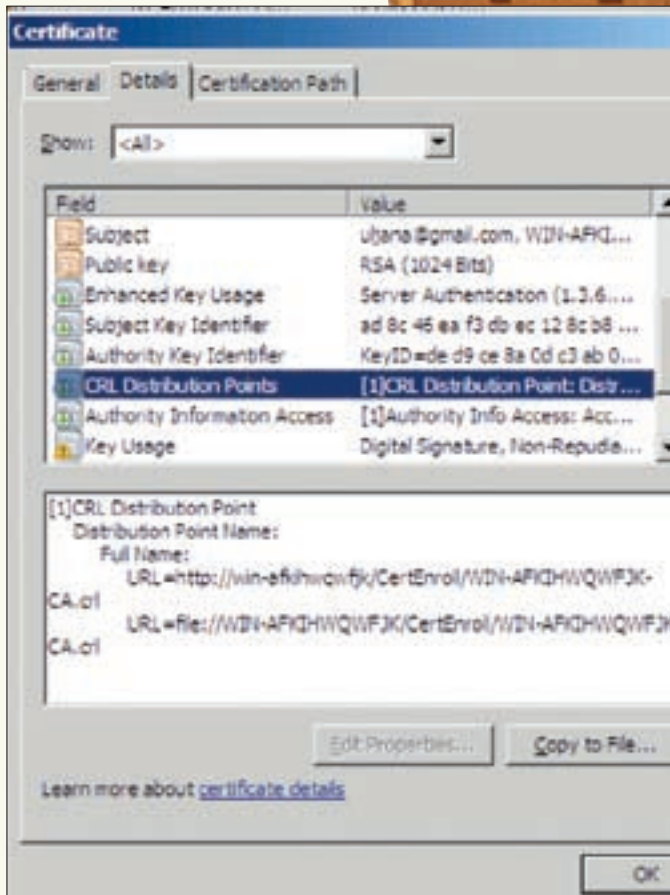 Certificate
General Details Certification Path
Show: <All>
Field Value
Subject @gmail.com, WIN-AFKI...
Public key RSA (1024 Bits)
Enhanced Key Usage Server Authentication (1.3.6....
Subject Key Identifier ad 8c 46 ea f3 db ec 12 8c b8 ...
Authority Key Identifier KeyID=de d9 ce 8a 0d c3 ab 0...
CRL Distribution Points [1]CRL Distribution Point: Distr...
Authority Information Access [1]Authority Info Access: Acc...
Key Usage Digital Signature, Non-Repudia...
[1]CRL Distribution Point
Distribution Point Name:
Full Name:
URL=http://win-afkihwqwfjk/CertEnroll/WIN-AFKIHWQWFJK-
CA.crl
URL=file://WIN-AFKIHWQWFJK/CertEnroll/WIN-AFKIHWQWFJK
CA.crl
Edit Properties... Copy to File...
Learn more about certificate details
OK